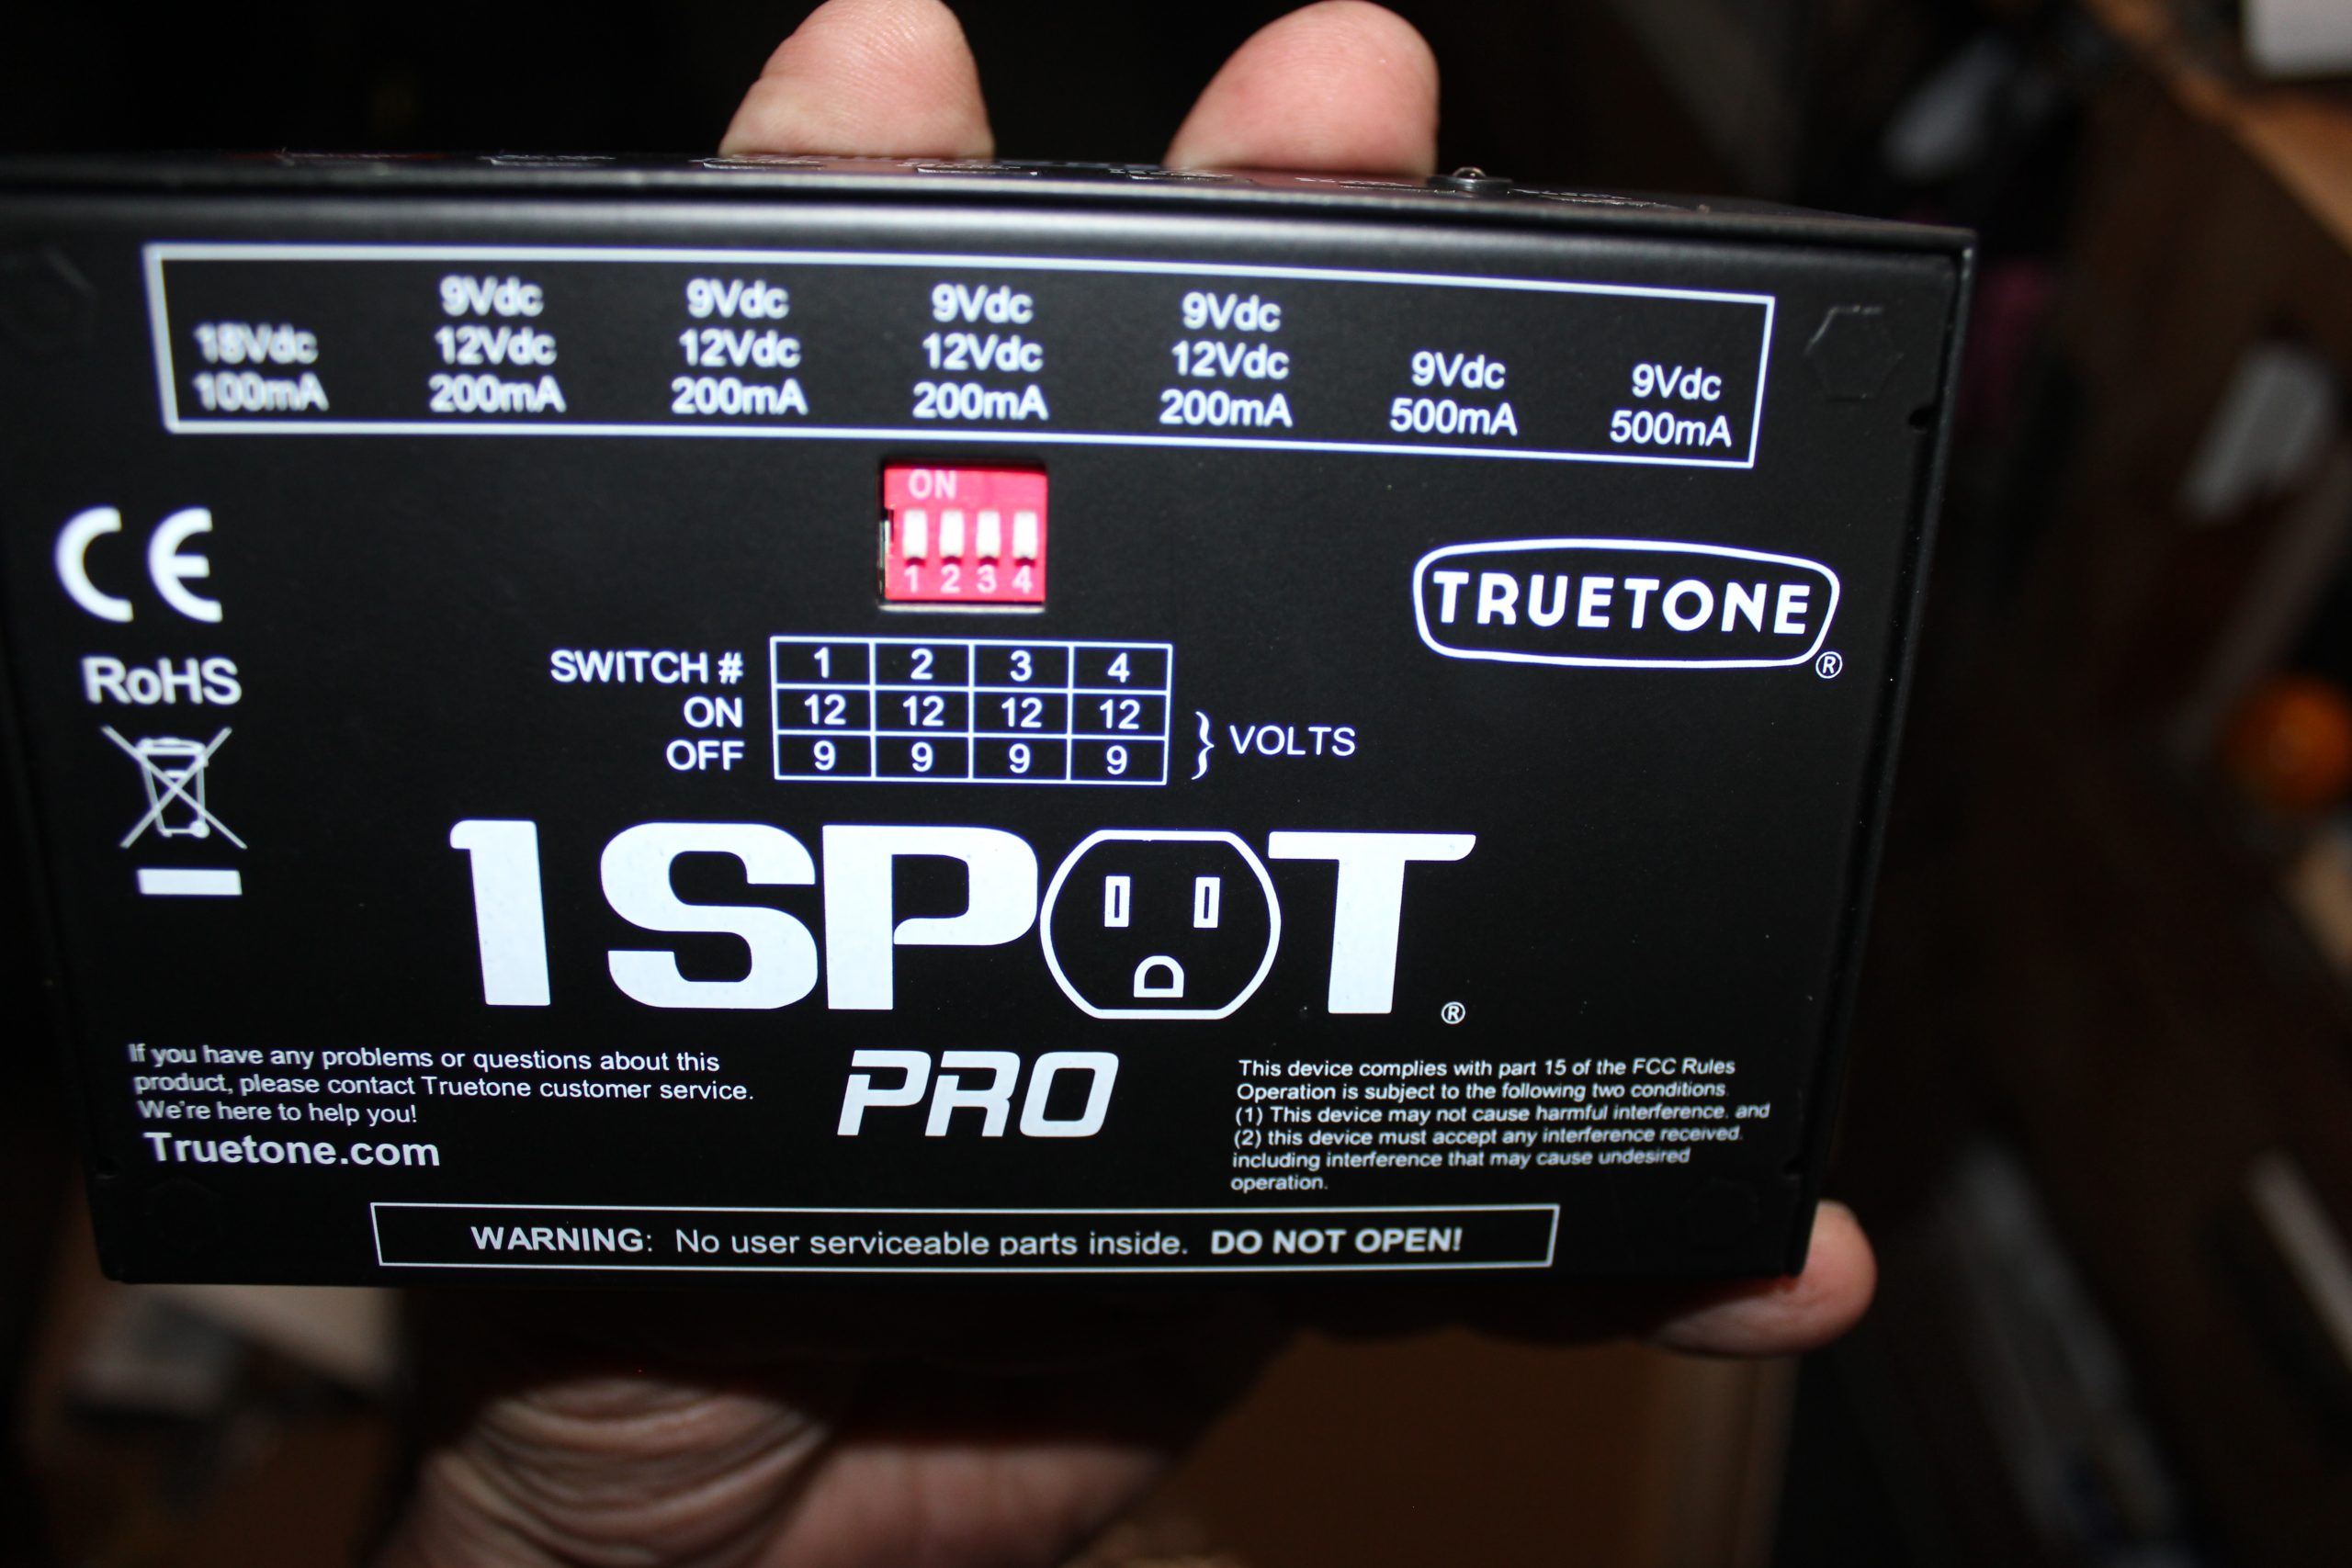 18Vdc
100mA
9Vdc
12Vdc
200mA
9Vdc
12Vdc
200mA
9Vdc
12Vdc
200mA
9Vdc
12Vdc
200mA
9Vdc
500mA
9Vdc
500mA
ON
1 2 3 4
CE
RoHS
TRUETONE®
SWITCH # 1 2 3 4
ON 12 12 12 12
OFF 9 9 9 9
} VOLTS
1 SPOT®
PRO
If you have any problems or questions about this
product, please contact Truetone customer service.
We're here to help you!
Truetone.com
This device complies with part 15 of the FCC Rules
Operation is subject to the following two conditions.
(1) This device may not cause harmful interference. and
(2) this device must accept any interference received.
including interference that may cause undesired
operation.
WARNING: No user serviceable parts inside. DO NOT OPEN!